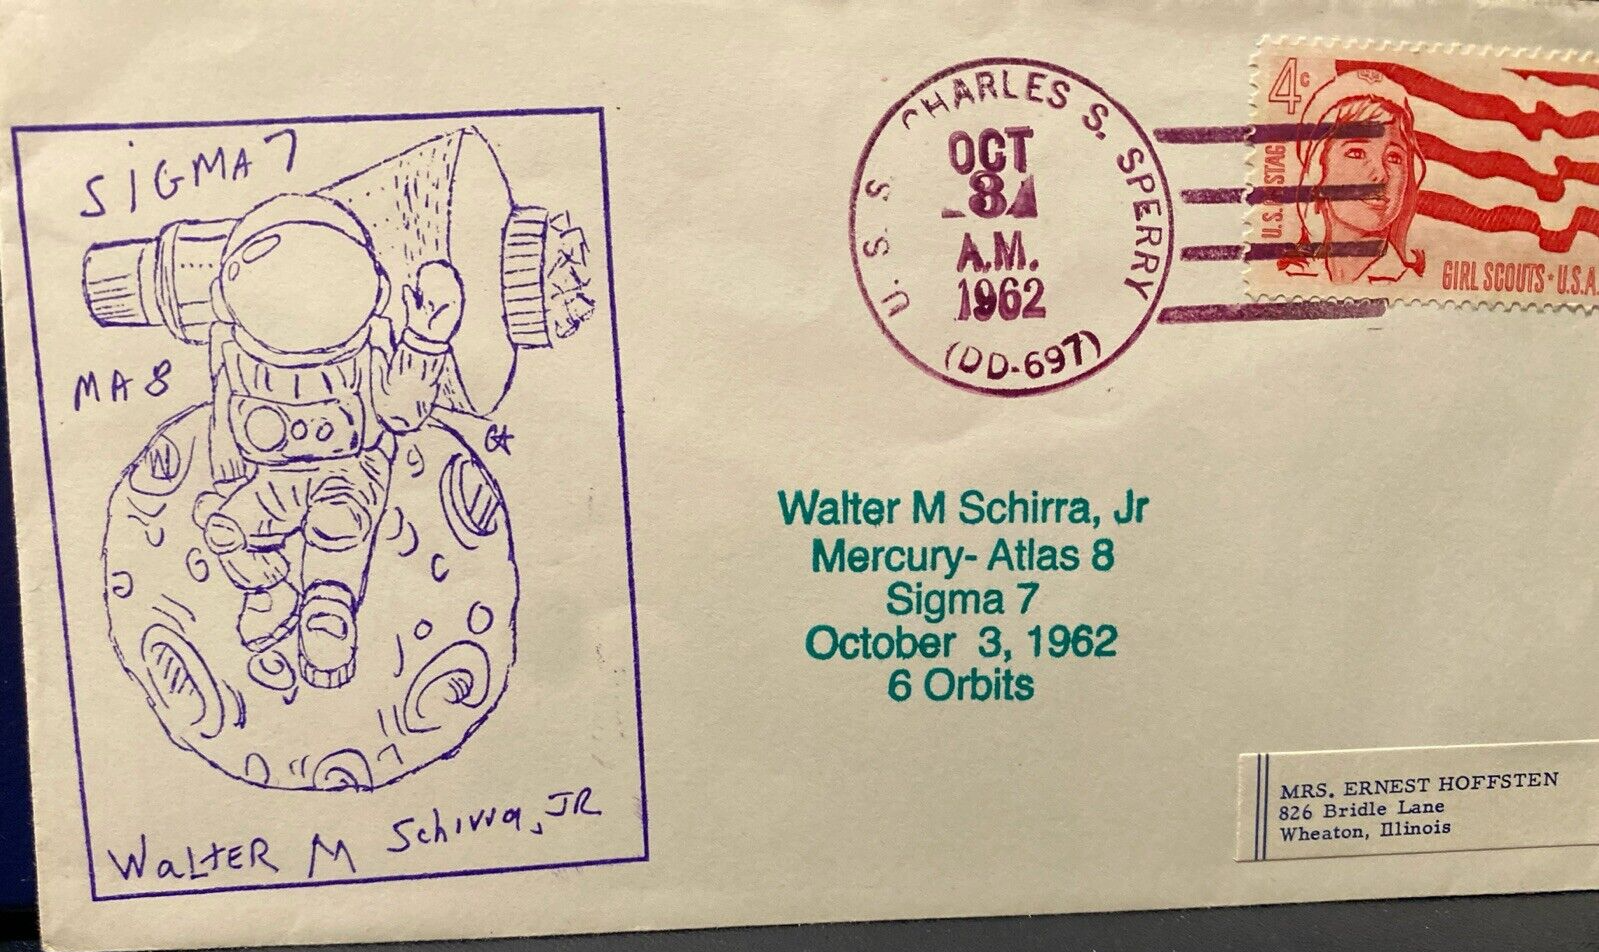 SiGMA 7
MA 8
WaLTER M Schirra, JR
U. S. S. CHARLES S. SPERRY
OCT
3
A.M.
1962
(DD-697)
4c
U.S. POSTAGE
GIRL SCOUTS · U.S.A.
Walter M Schirra, Jr
Mercury- Atlas 8
Sigma 7
October 3, 1962
6 Orbits
MRS. ERNEST HOFFSTEN
826 Bridle Lane
Wheaton, Illinois